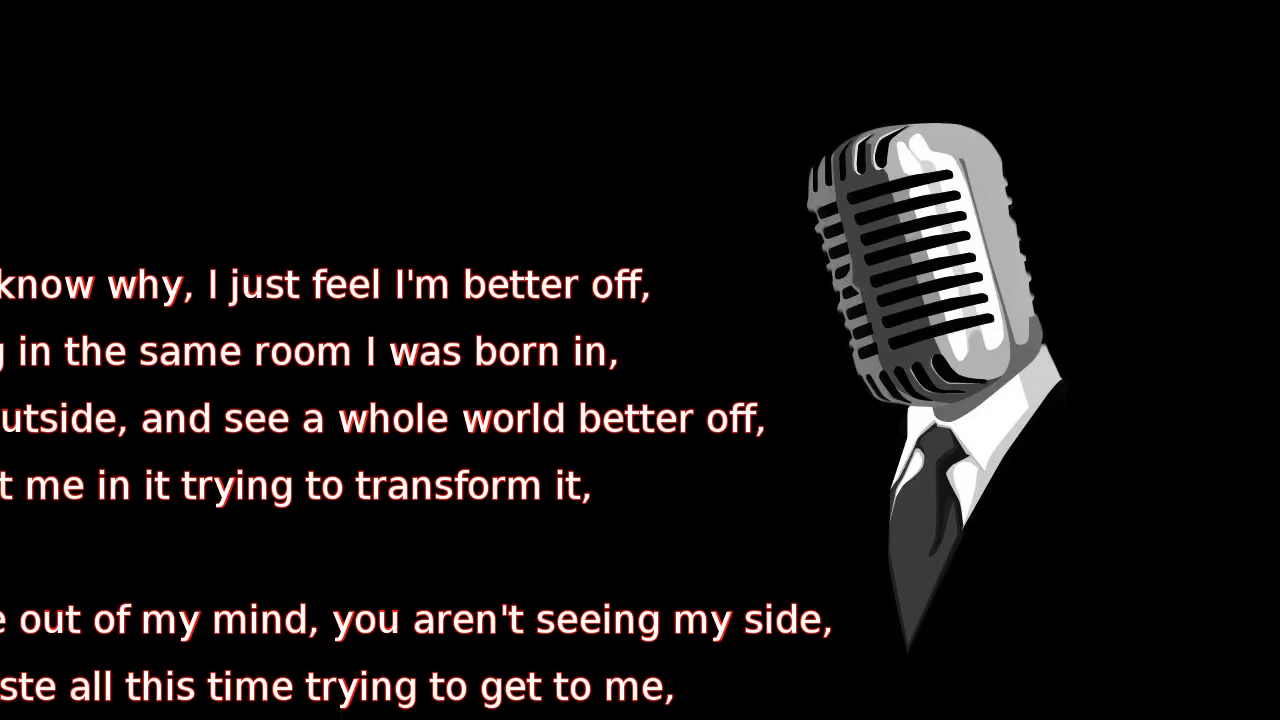 know why, I just feel I'm better off,
in the same room I was born in,
utside, and see a whole world better off,
t me in it trying to transform it,
e out of my mind, you aren't seeing my side,
ste all this time trying to get to me,